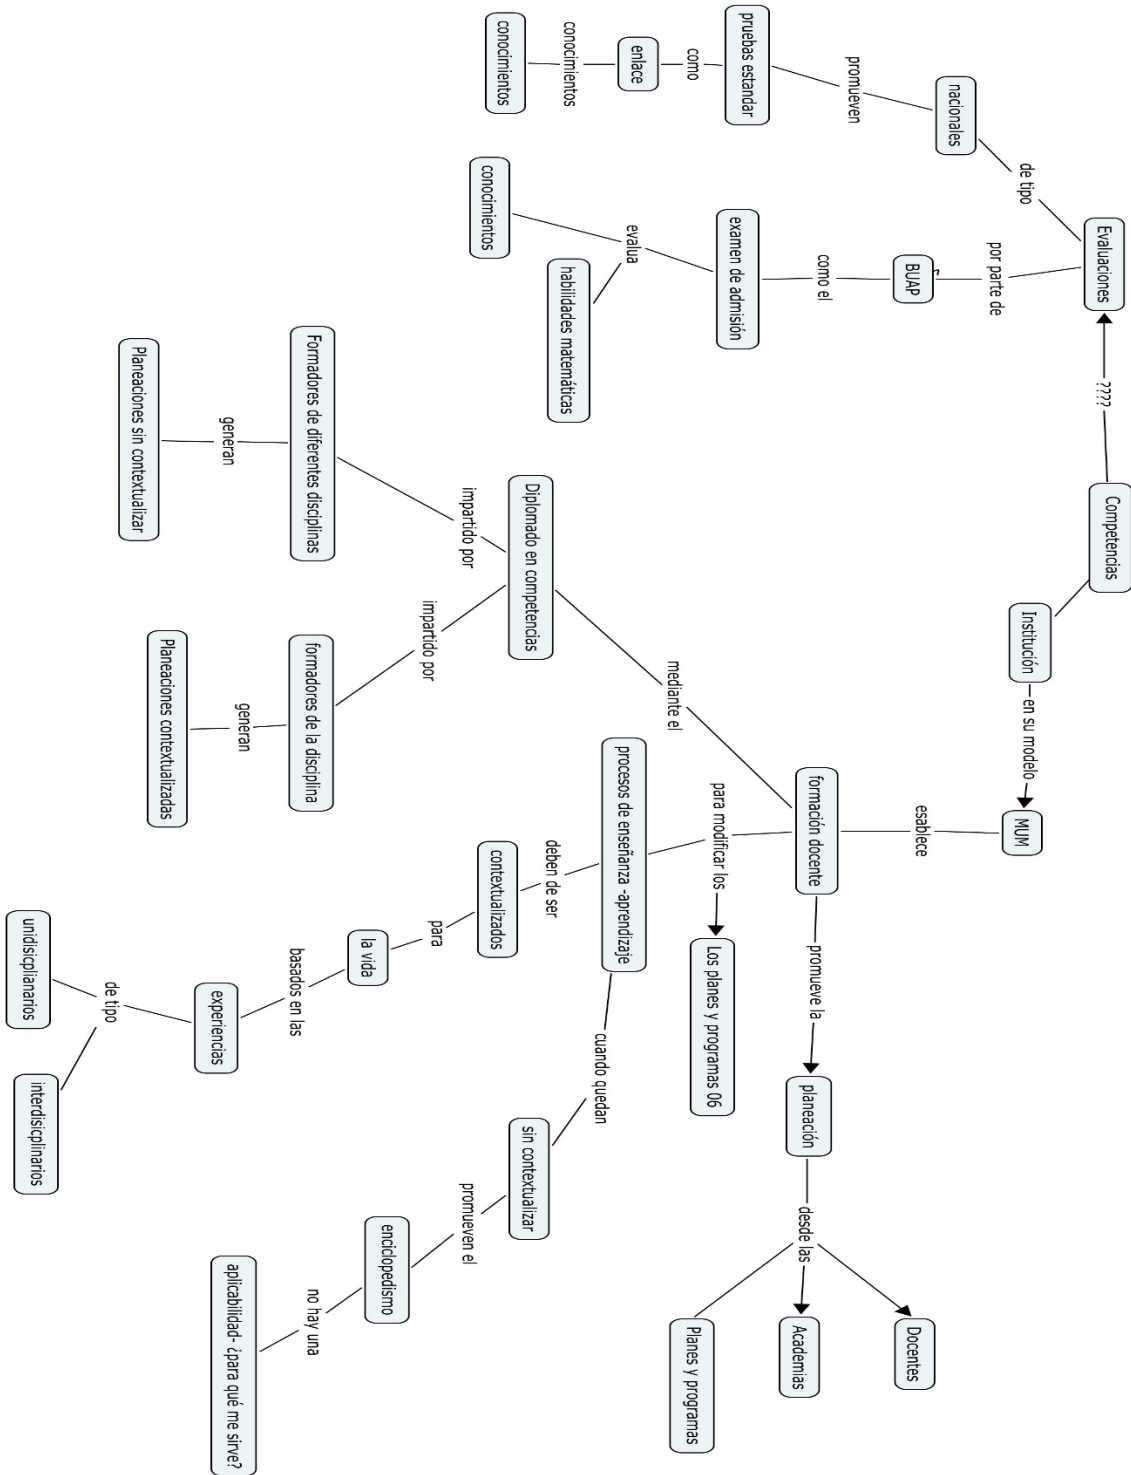 Competencias
????
Evaluaciones
de tipo
nacionales
promueven
pruebas estandar
como
enlace
conocimientos
conocimientos
por parte de
BUAP
como el
examen de admisión
evalua
conocimientos
habilidades matemáticas
Institución
en su modelo
MUM
esablece
formación docente
promueve la
planeación
desde las
Docentes
Academias
Planes y programas
para modificar los
Los planes y programas 06
procesos de enseñanza -aprendizaje
deben de ser
contextualizados
para
la vida
basados en las
experiencias
de tipo
unidisicplianarios
interdisicplinarios
cuando quedan
sin contextualizar
promueven el
enciclopedismo
no hay una
aplicabilidad- ¿para qué me sirve?
mediante el
Diplomado en competencias
impartido por
Formadores de diferentes disciplinas
generan
Planeaciones sin contextualizar
impartido por
formadores de la disciplina
generan
Planeaciones contextualizadas